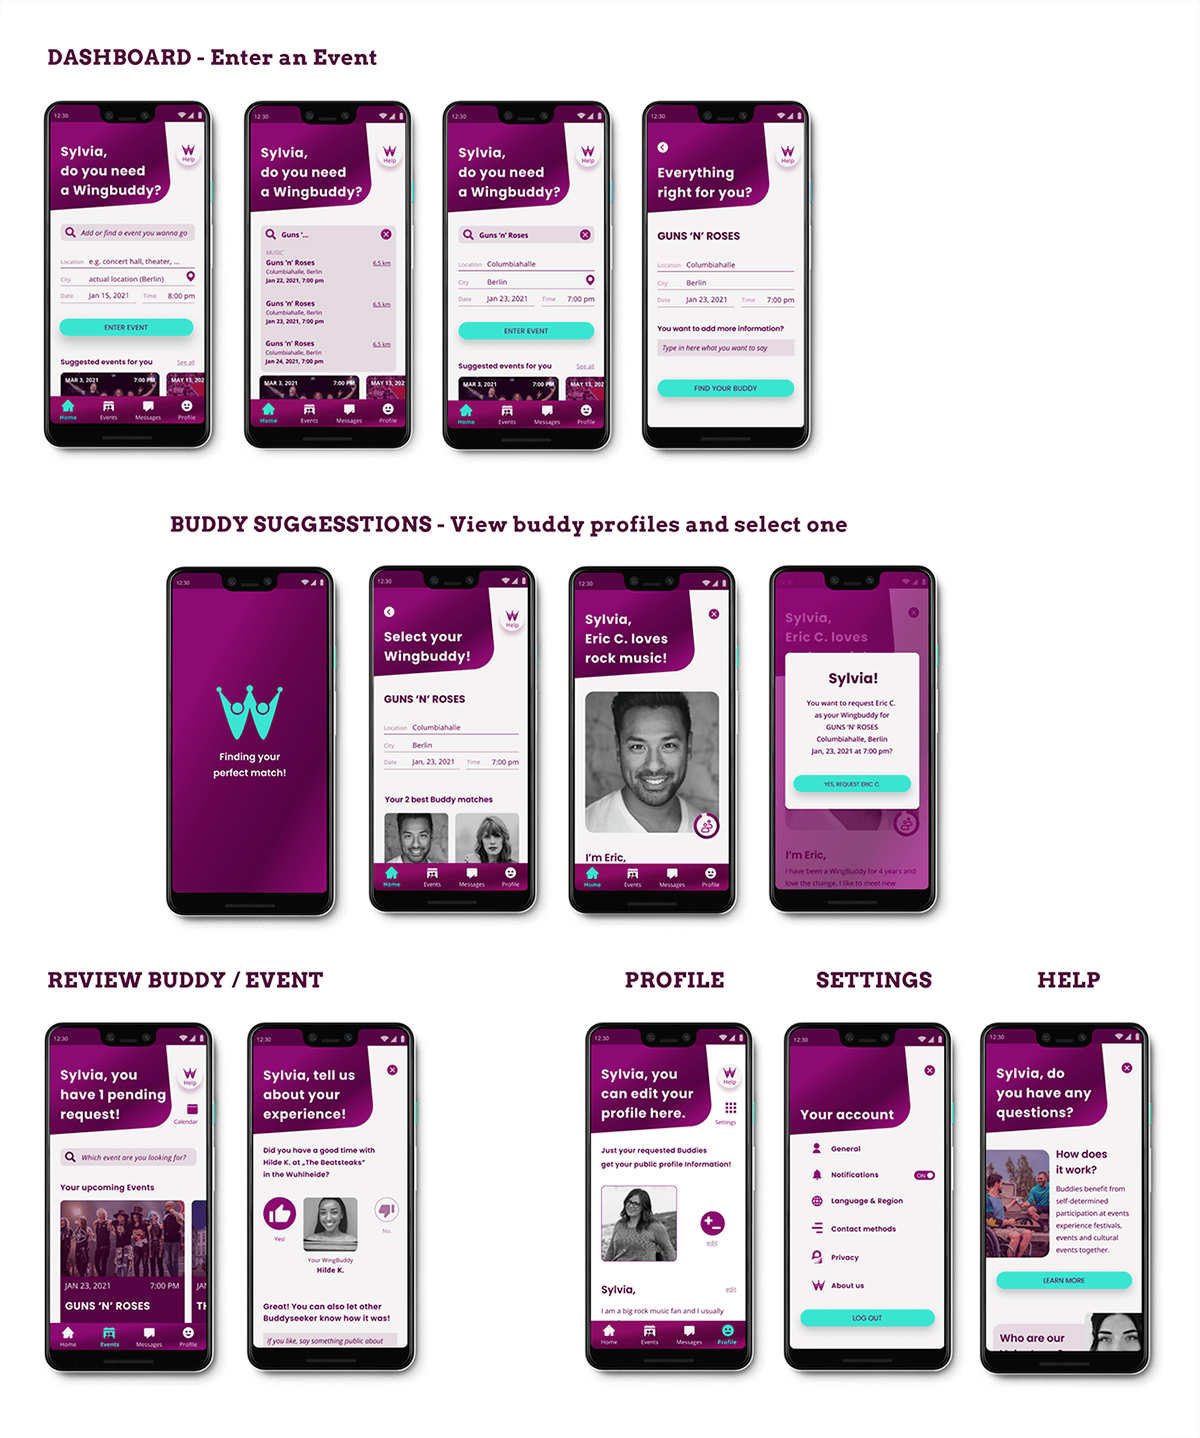 DASHBOARD - Enter an Event
12:30
Sylvia,
do you need
a Wingbuddy?
Help
Add or find a event you wanna go
Location e.g. concert hall, theater, ...
City actual location (Berlin)
Date Jan 15, 2021 Time 8:00 pm
ENTER EVENT
Suggested events for you See all
MAR 3, 2021 7:00 PM MAY 13, 202
Home Events Messages Profile
12:30
Sylvia,
do you need
a Wingbuddy?
Help
Guns '...
MUSIC
Guns 'n' Roses 6,5 km
Columbiahalle, Berlin
Jan 22, 2021, 7:00 pm
Guns 'n' Roses 6,5 km
Columbiahalle, Berlin
Jan 23, 2021, 7:00 pm
Guns 'n' Roses 6,5 km
Columbiahalle, Berlin
Jan 24, 2021, 7:00 pm
MAR 3, 2021 7:00 PM MAY 13, 202
Home Events Messages Profile
12:30
Sylvia,
do you need
a Wingbuddy?
Help
Guns 'n' Roses
Location Columbiahalle
City Berlin
Date Jan 23, 2021 Time 7:00 pm
ENTER EVENT
Suggested events for you See all
MAR 3, 2021 7:00 PM MAY 13, 202
Home Events Messages Profile
12:30
Everything
right for you?
Help
GUNS ‘N’ ROSES
Location Columbiahalle
City Berlin
Date Jan 23, 2021 Time 7:00 pm
You want to add more information?
Type in here what you want to say
FIND YOUR BUDDY
BUDDY SUGGESSTIONS - View buddy profiles and select one
12:30
Finding your
perfect match!
12:30
Select your
Wingbuddy!
Help
GUNS ‘N’ ROSES
Location Columbiahalle
City Berlin
Date Jan, 23, 2021 Time 7:00 pm
Your 2 best Buddy matches
Home Events Messages Profile
12:30
Sylvia,
Eric C. loves
rock music!
I’m Eric,
Home Events Messages Profile
12:30
Sylvia,
Eric C. loves
Sylvia!
You want to request Eric C.
as your Wingbuddy for
GUNS ‘N’ ROSES
Columbiahalle, Berlin
Jan, 23, 2021 at 7:00 pm?
YES, REQUEST ERIC C.
I’m Eric,
I have been a WingBuddy for 4 years and
love the change. I like to meet new
REVIEW BUDDY / EVENT
12:30
Sylvia, you
have 1 pending
request!
Help
Calendar
Which event are you looking for?
Your upcoming Events
JAN 23, 2021 7:00 PM JAN
GUNS ‘N’ ROSES TH
Home Events Messages Profile
12:30
Sylvia, tell us
about your
experience!
Did you have a good time with
Hilde K. at „The Beatsteaks“
in the Wuhlheide?
Yes!
No.
Your WingBuddy
Hilde K.
Great! You can also let other
Buddyseeker know how it was!
If you like, say something public about
PROFILE
12:30
Sylvia, you
can edit your
profile here.
Help
Settings
Just your requested Buddies
get your public profile Information!
edit
Sylvia, edit
I am a big rock music fan and I usually
Home Events Messages Profile
SETTINGS
12:30
Your account
General
Notifications ON
Language & Region
Contact methods
Privacy
About us
LOG OUT
HELP
12:30
Sylvia, do
you have any
questions?
How does
it work?
Buddies benefit from
self-determined
participation at events
experience festivals,
events and cultural
events together.
LEARN MORE
Who are our